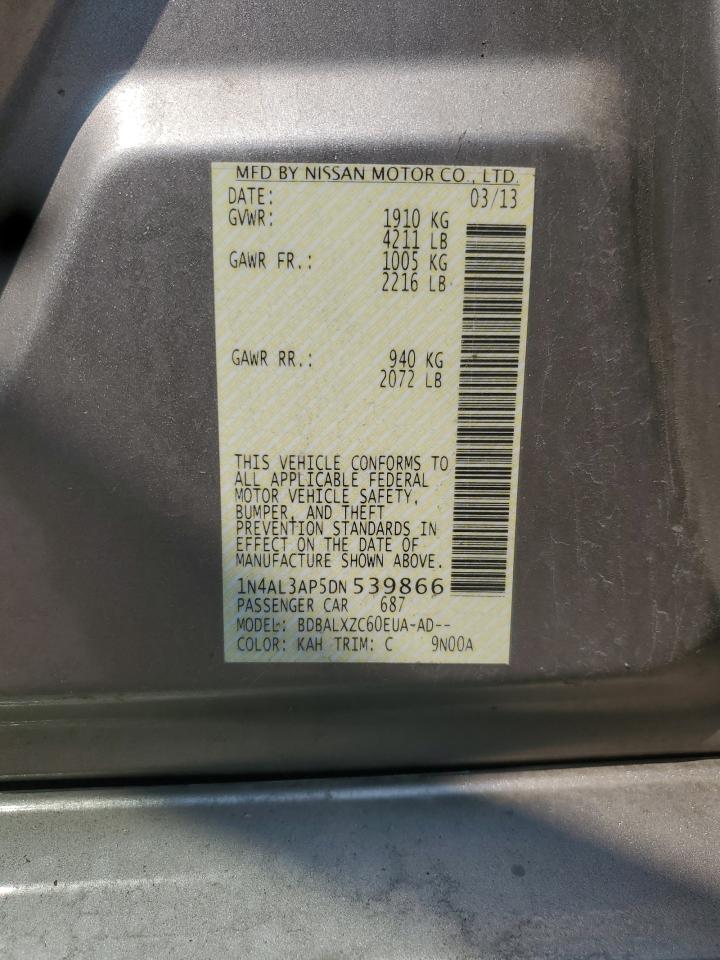 MFD BY NISSAN MOTOR CO., LTD.
DATE: 03/13
GVWR: 1910 KG
4211 LB
GAWR FR.: 1005 KG
2216 LB
GAWR RR.: 940 KG
2072 LB
THIS VEHICLE CONFORMS TO
ALL APPLICABLE FEDERAL
MOTOR VEHICLE SAFETY,
BUMPER, AND THEFT
PREVENTION STANDARDS IN
EFFECT ON THE DATE OF
MANUFACTURE SHOWN ABOVE.
1N4AL3AP5DN 539866
PASSENGER CAR 687
MODEL: BDBALXZC60EUA-AD--
COLOR: KAH TRIM: C 9N00A